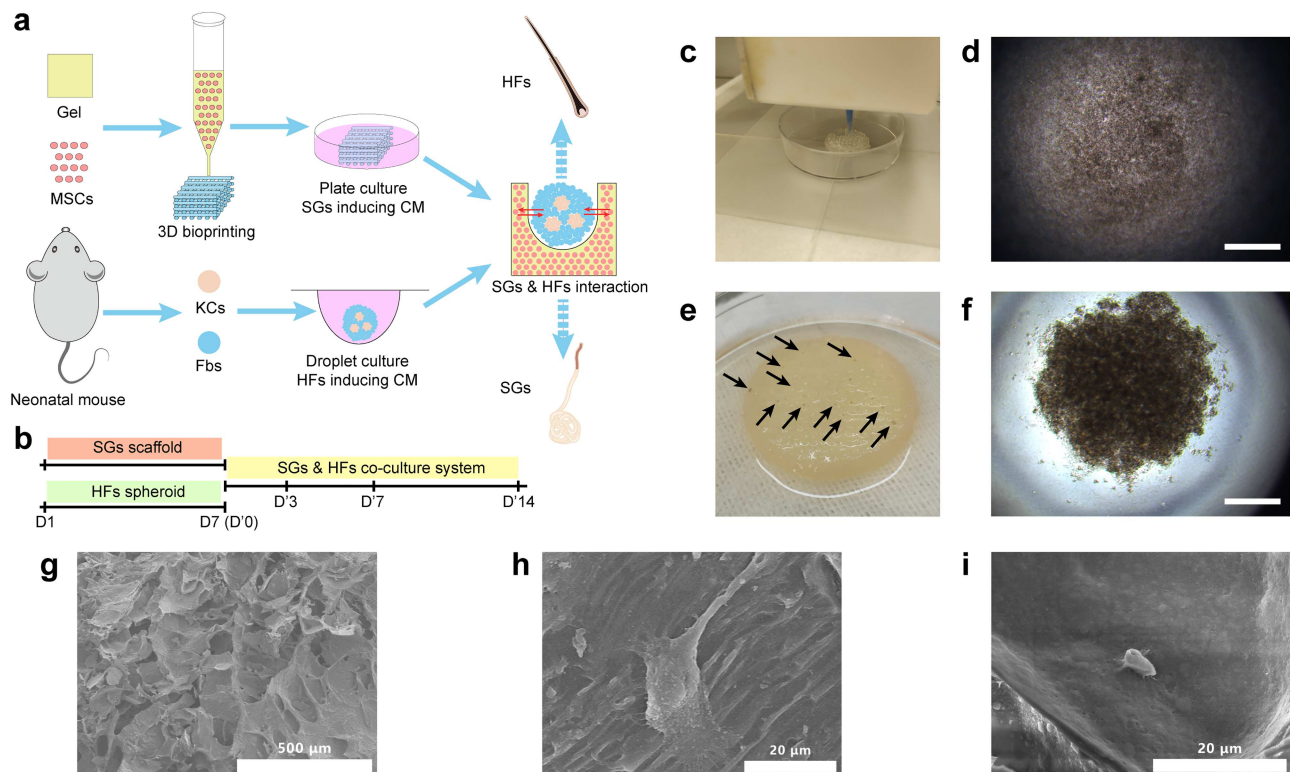 a
Gel
MSCs
3D bioprinting
Plate culture
SGs inducing CM
HFs
SGs & HFs interaction
Neonatal mouse
KCs
Fbs
Droplet culture
HFs inducing CM
SGs
b
SGs scaffold
HFs spheroid
SGs & HFs co-culture system
D1
D7 (D'0)
D'3
D'7
D'14
c
d
e
f
g
500 μm
h
20 μm
i
20 μm